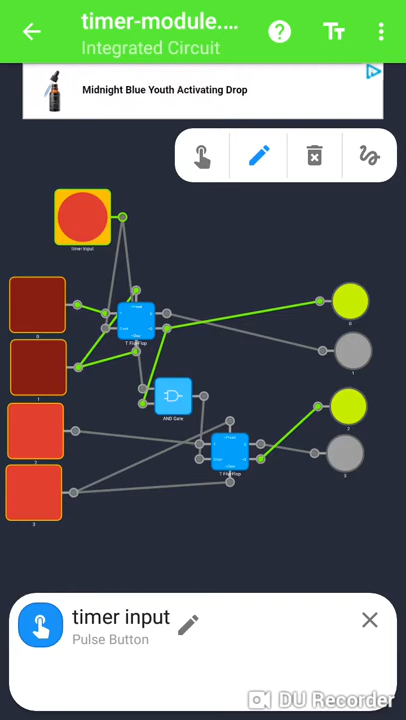 timer-module....
Integrated Circuit
Midnight Blue Youth Activating Drop
Timer Input
0
1
2
3
T Flip Flop
AND Gate
T Flip Flop
0
1
2
3
timer input
Pulse Button
DU Recorder